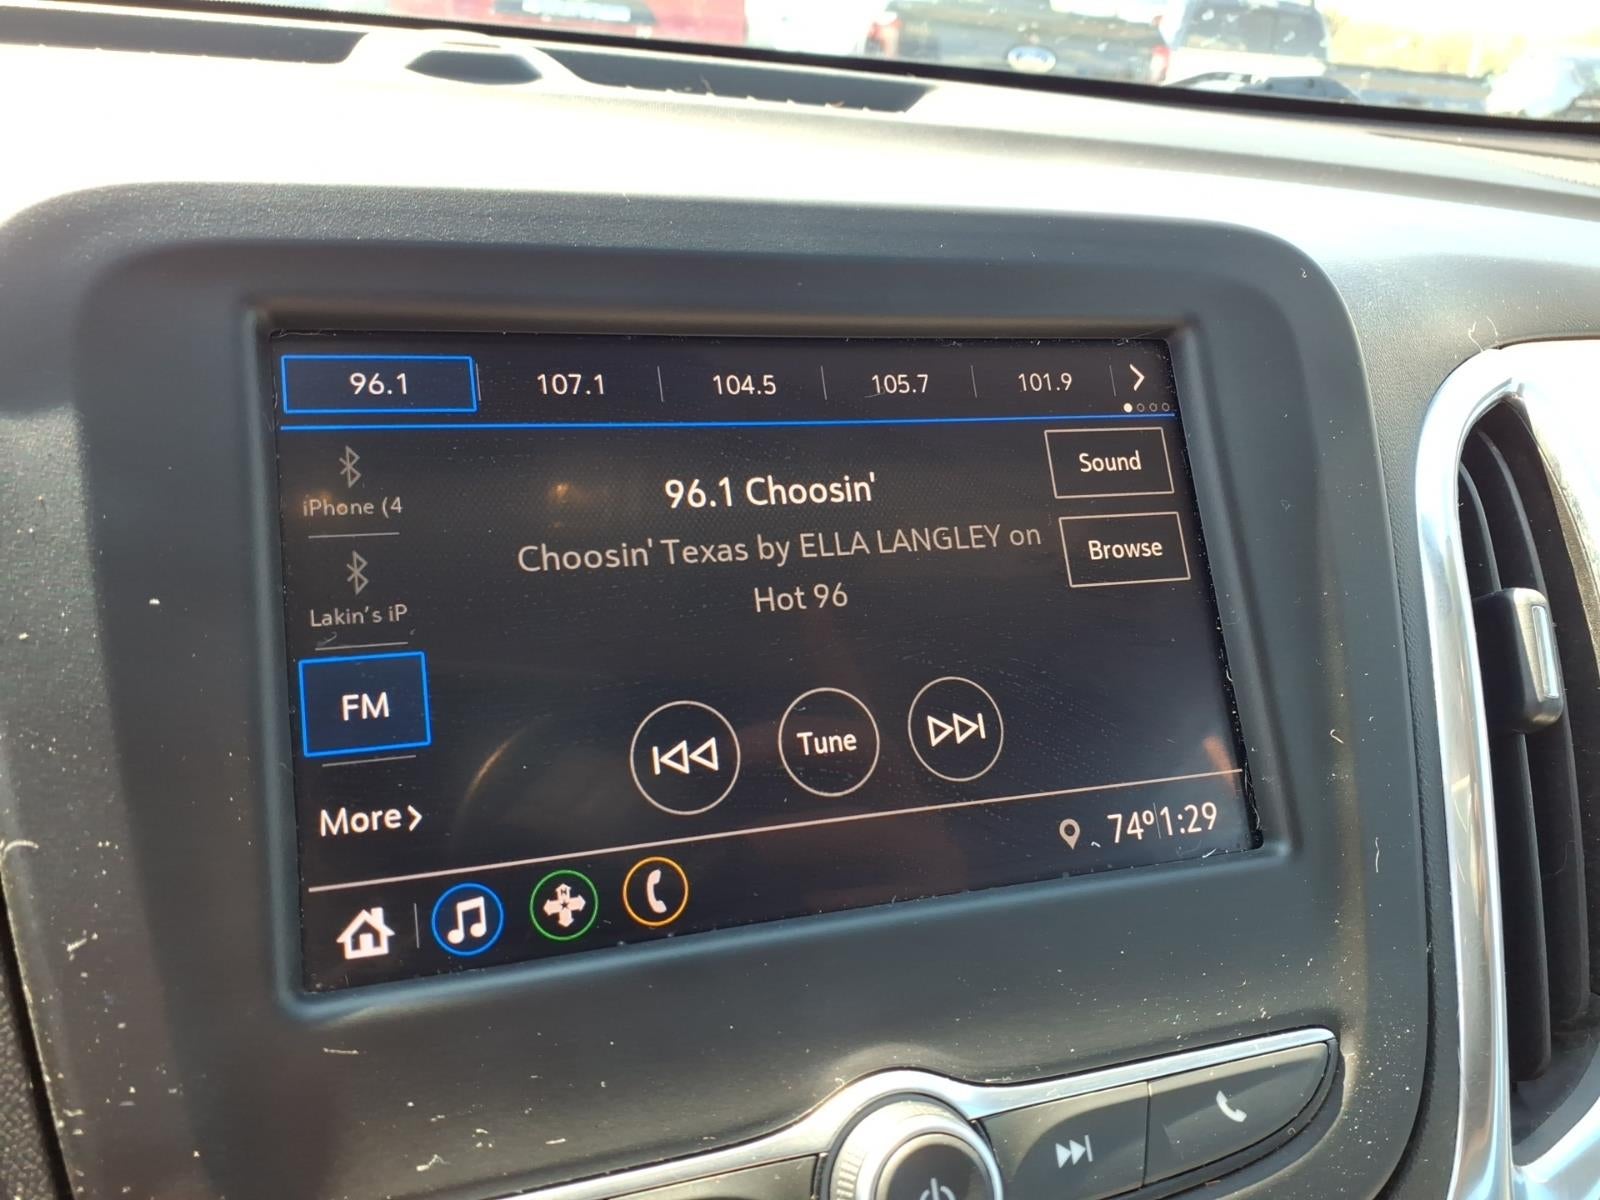 96.1 107.1 104.5 105.7 101.9
iPhone (4
Lakin's iP
FM
More
96.1 Choosin'
Choosin' Texas by ELLA LANGLEY on
Hot 96
Sound
Browse
Tune
74° 1:29
N